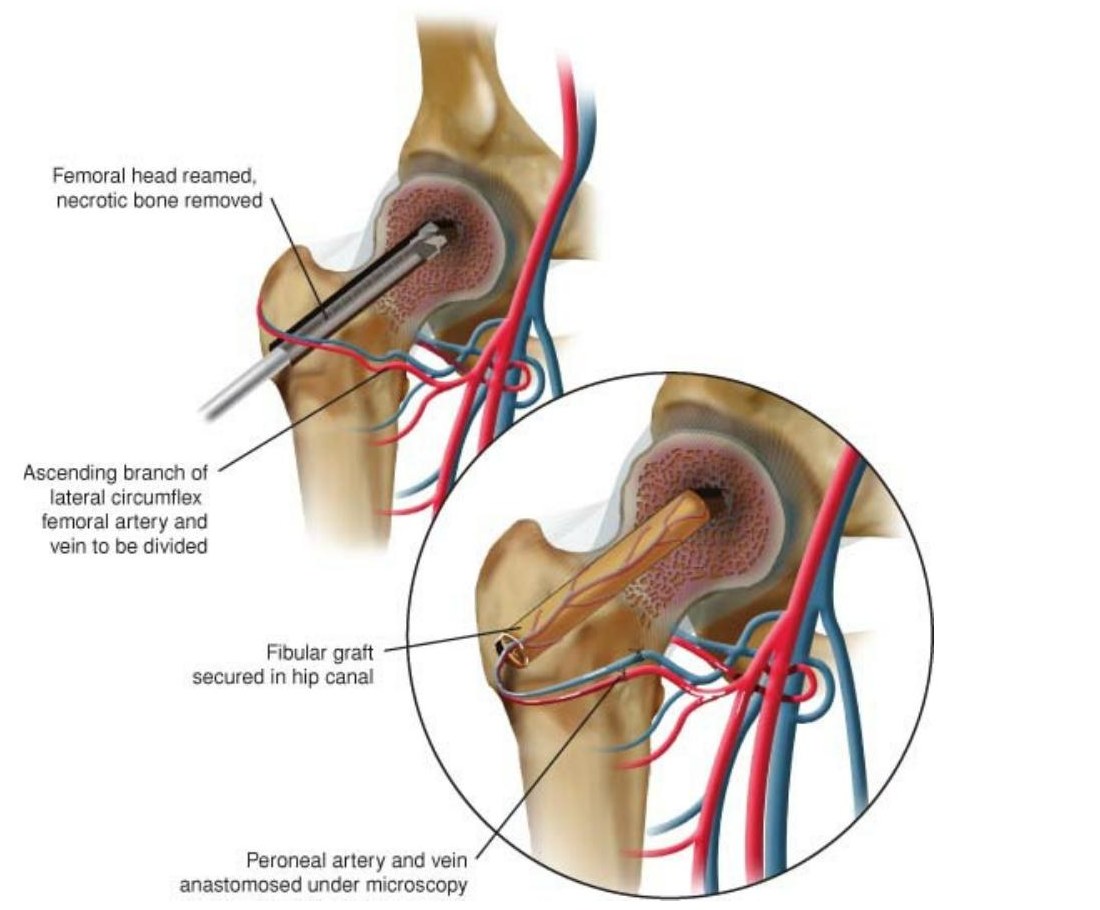 Femoral head reamed,
necrotic bone removed
Ascending branch of
lateral circumflex
femoral artery and
vein to be divided
Fibular graft
secured in hip canal
Peroneal artery and vein
anastomosed under microscopy